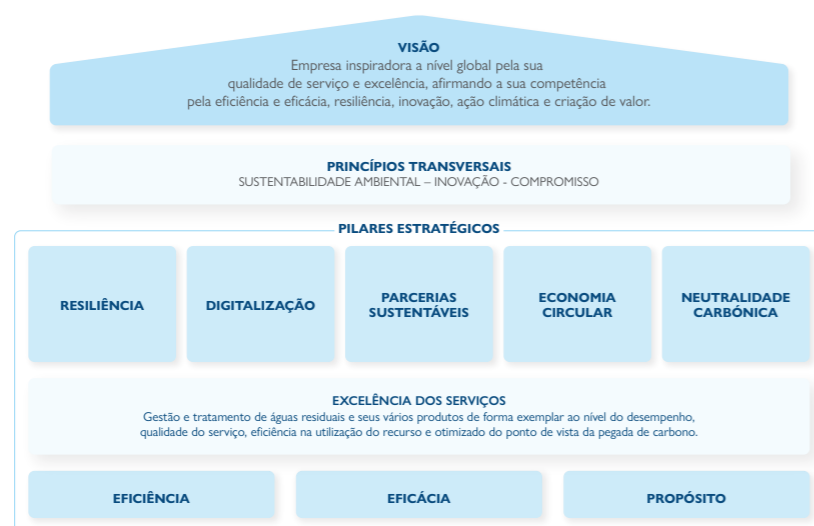 VISÃO
Empresa inspiradora a nível global pela sua
qualidade de serviço e excelência, afirmando a sua competência
pela eficiência e eficácia, resiliência, inovação, ação climática e criação de valor.
PRINCÍPIOS TRANSVERSAIS
SUSTENTABILIDADE AMBIENTAL – INOVAÇÃO - COMPROMISSO
PILARES ESTRATÉGICOS
RESILIÊNCIA
DIGITALIZAÇÃO
PARCERIAS
SUSTENTÁVEIS
ECONOMIA
CIRCULAR
NEUTRALIDADE
CARBÓNICA
EXCELÊNCIA DOS SERVIÇOS
Gestão e tratamento de águas residuais e seus vários produtos de forma exemplar ao nível do desempenho,
qualidade do serviço, eficiência na utilização do recurso e otimizado do ponto de vista da pegada de carbono.
EFICIÊNCIA
EFICÁCIA
PROPÓSITO